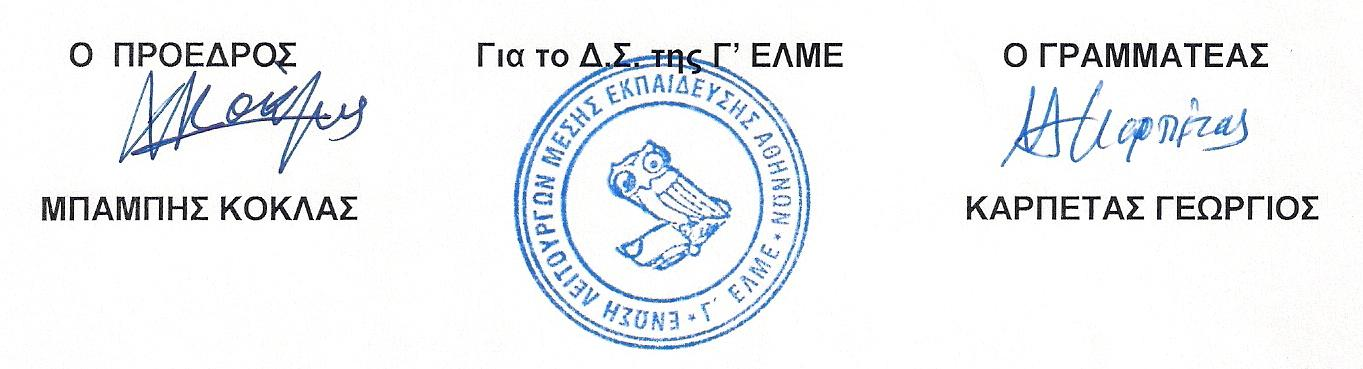 Ο ΠΡΟΕΔΡΟΣ
Για το Δ.Σ. της Γ’ ΕΛΜΕ
Ο ΓΡΑΜΜΑΤΕΑΣ
ΕΝΩΣΗ ΛΕΙΤΟΥΡΓΩΝ ΜΕΣΗΣ ΕΚΠΑΙΔΕΥΣΗΣ ΑΘΗΝΩΝ • Γ΄ ΕΛΜΕ •
ΜΠΑΜΠΗΣ ΚΟΚΛΑΣ
ΚΑΡΠΕΤΑΣ ΓΕΩΡΓΙΟΣ